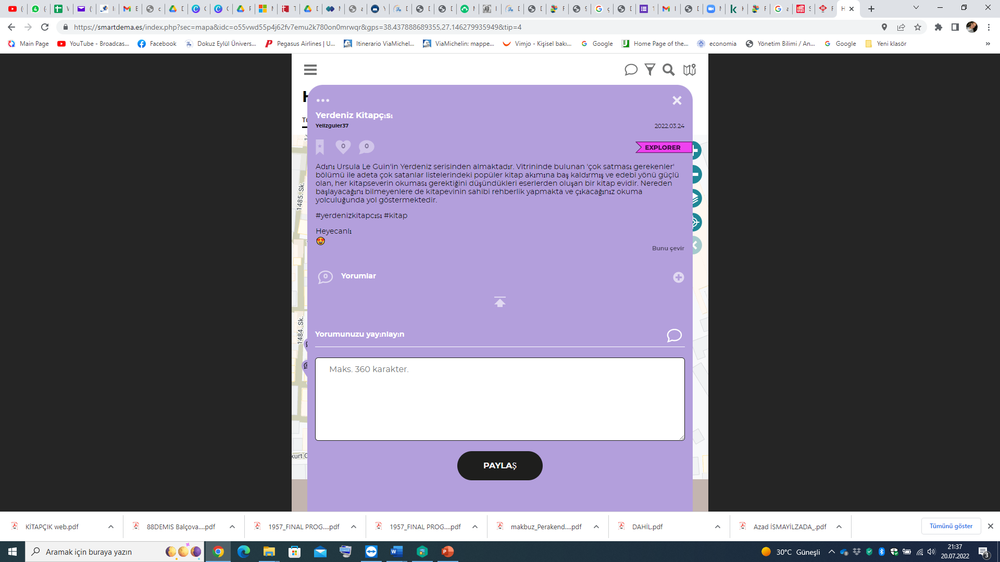 https://smartdema.es/index.php?sec=mapa&idc=o55vwd55p4j62fv7emu2k780on0mrwqr&gps=38.437888689355,27.146279935949&tip=4
Main Page
YouTube - Broadcas...
Facebook
Dokuz Eylül Ünivers...
Pegasus Airlines | U...
Itinerario ViaMichel...
ViaMichelin: mappe...
Vimjo - Kişisel bakı...
Google
Home Page of the...
economia
Yönetim Bilimi / An...
Google
Yeni klasör
»
Yerdeniz Kitapçısı
Yelizguler37
2022.03.24
0
0
EXPLORER
Adını Ursula Le Guin'in Yerdeniz serisinden almaktadır. Vitrininde bulunan 'çok satması gerekenler'
bölümü ile adeta çok satanlar listelerindeki popüler kitap akımına baş kaldırmış ve edebi yönü güçlü
olan, her kitapseverin okuması gerektiğini düşündükleri eserlerden oluşan bir kitap evidir. Nereden
başlayacağını bilmeyenlere de kitapevinin sahibi rehberlik yapmakta ve çıkacağınız okuma
yolculuğunda yol göstermektedir.
#yerdenizkitapcısı #kitap
Heyecanlı
Bunu çevir
0
Yorumlar
Yorumunuzu yayınlayın
Maks. 360 karakter.
PAYLAŞ
1485. Sk.
1484. Sk.
KİTAPÇIK web.pdf
88DEMIS Balçova....pdf
1957_FINAL PROG....pdf
1957_FINAL PROG....pdf
makbuz_Perakend....pdf
DAHİL.pdf
Azad İSMAYİLZADA_.pdf
Tümünü göster
Aramak için buraya yazın
30°C Güneşli
21:37
20.07.2022
3